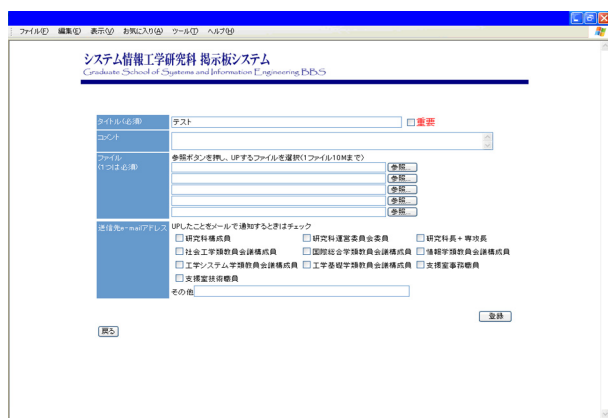 ファイル(F) 編集(E) 表示(V) お気に入り(A) ツール(T) ヘルプ(H)
システム情報工学研究科 掲示板システム
Graduate School of Systems and Information Engineering BBS
タイトル(必須) テスト 重要
コメント
ファイル 参照ボタンを押し、UPするファイルを選択(1ファイル10Mまで)
(1つは必須) 参照...
参照...
参照...
参照...
参照...
送信先e-mailアドレス UPしたことをメールで通知するときはチェック
研究科構成員 研究科運営委員会委員 研究科長+専攻長
社会工学類教員会議構成員 国際総合学類教員会議構成員 情報学類教員会議構成員
工学システム学類教員会議構成員 工学基礎学類教員会議構成員 支援室事務職員
支援室技術職員
その他
登録
戻る